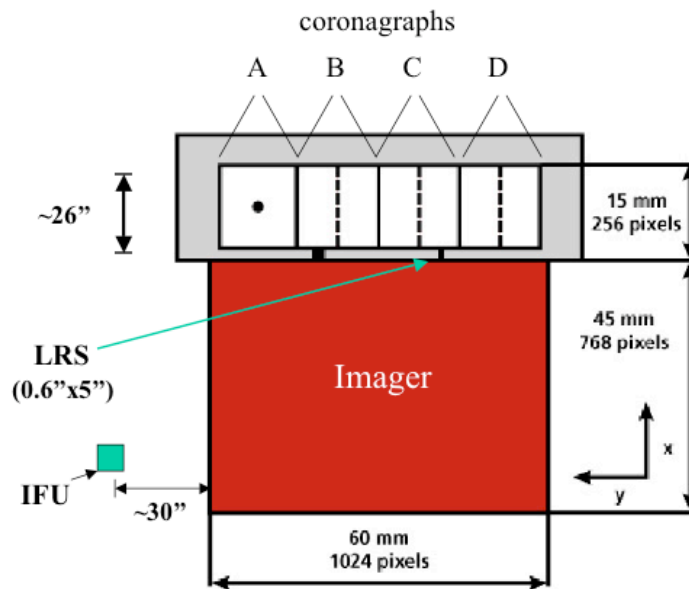 coronagraphs
A B C D
~26”
15 mm
256 pixels
45 mm
768 pixels
LRS
(0.6”x5”)
Imager
x
y
IFU
~30”
60 mm
1024 pixels